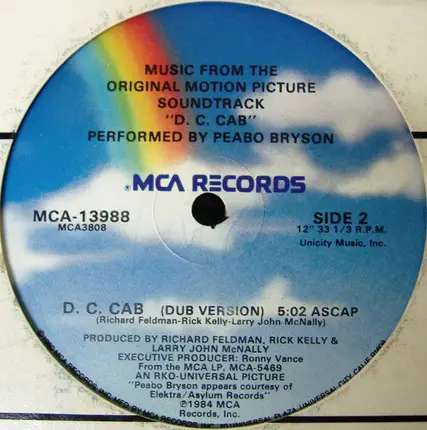 MUSIC FROM THE
ORIGINAL MOTION PICTURE
SOUNDTRACK
"D. C. CAB"
PERFORMED BY PEABO BRYSON
®MCA RECORDS
MCA-13988
MCA3808
SIDE 2
12" 33 1/3 R.P.M.
Unicity Music, Inc.
D. C. CAB (DUB VERSION) 5:02 ASCAP
(Richard Feldman-Rick Kelly-Larry John McNally)
PRODUCED BY RICHARD FELDMAN, RICK KELLY &
LARRY JOHN McNALLY
EXECUTIVE PRODUCER: Ronny Vance
From the MCA LP, MCA-5469
AN RKO-UNIVERSAL PICTURE
"Peabo Bryson appears courtesy of
Elektra/Asylum Records"
℗1984 MCA
Records, Inc.